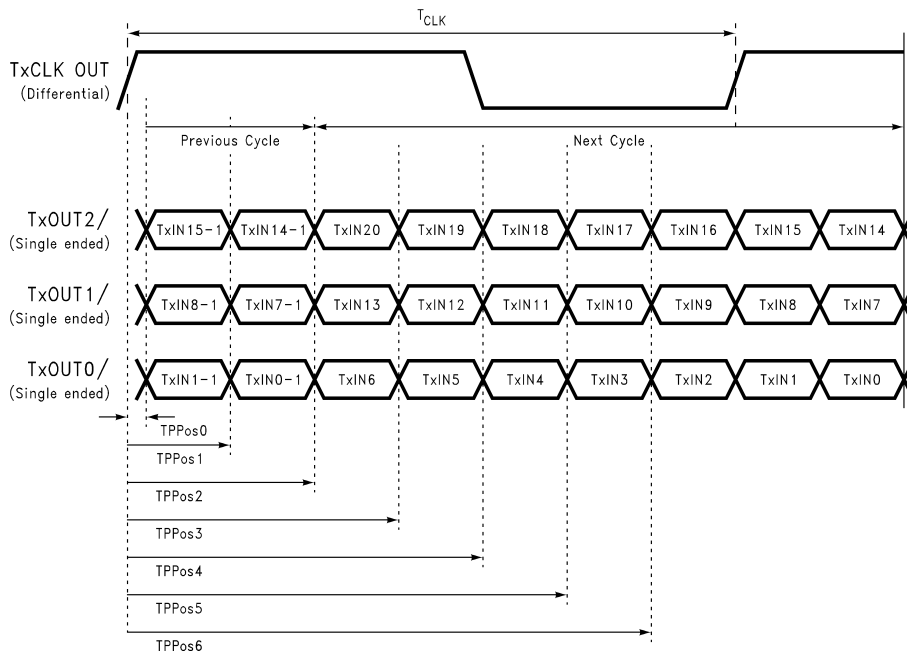 TCLK
TxCLK OUT
(Differential)
Previous Cycle
Next Cycle
TxOUT2/
(Single ended)
TxIN15-1 TxIN14-1 TxIN20 TxIN19 TxIN18 TxIN17 TxIN16 TxIN15 TxIN14
TxOUT1/
(Single ended)
TxIN8-1 TxIN7-1 TxIN13 TxIN12 TxIN11 TxIN10 TxIN9 TxIN8 TxIN7
TxOUT0/
(Single ended)
TxIN1-1 TxIN0-1 TxIN6 TxIN5 TxIN4 TxIN3 TxIN2 TxIN1 TxIN0
TPPos0
TPPos1
TPPos2
TPPos3
TPPos4
TPPos5
TPPos6